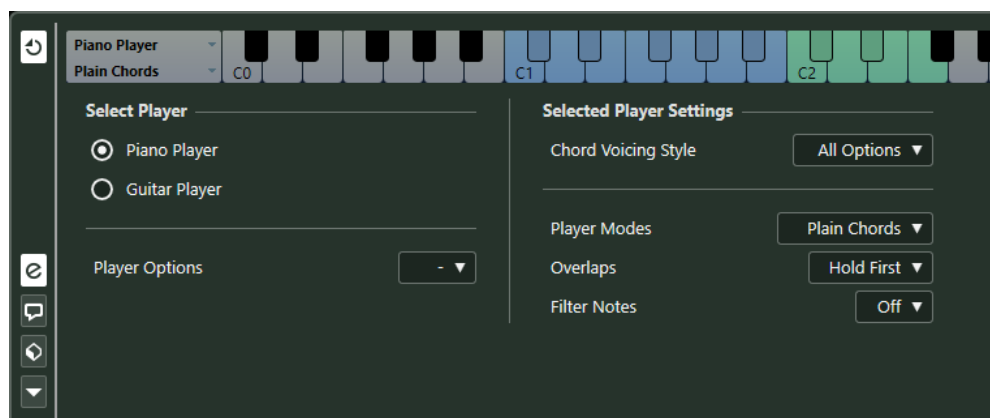 Piano Player
Plain Chords
C0
C1
C2
Select Player
Piano Player
Guitar Player
Player Options
-
Selected Player Settings
Chord Voicing Style
All Options
Player Modes
Plain Chords
Overlaps
Hold First
Filter Notes
Off